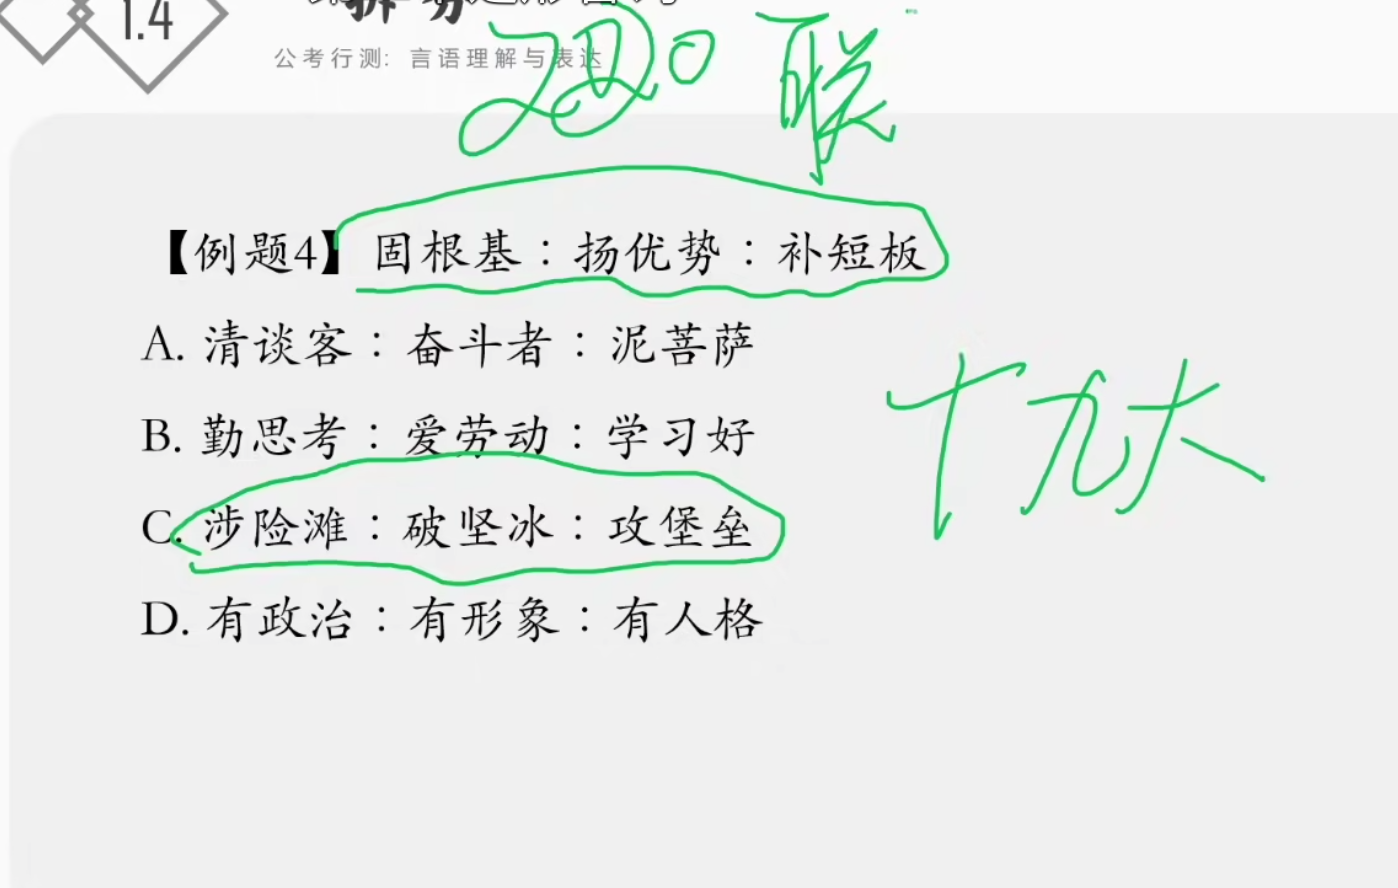 1.4
公考行测: 言语理解与表达
联
【例题4】固根基：扬优势：补短板
A. 清谈客：奋斗者：泥菩萨
B. 勤思考：爱劳动：学习好
十九大
C. 涉险滩：破坚冰：攻堡垒
D. 有政治：有形象：有人格